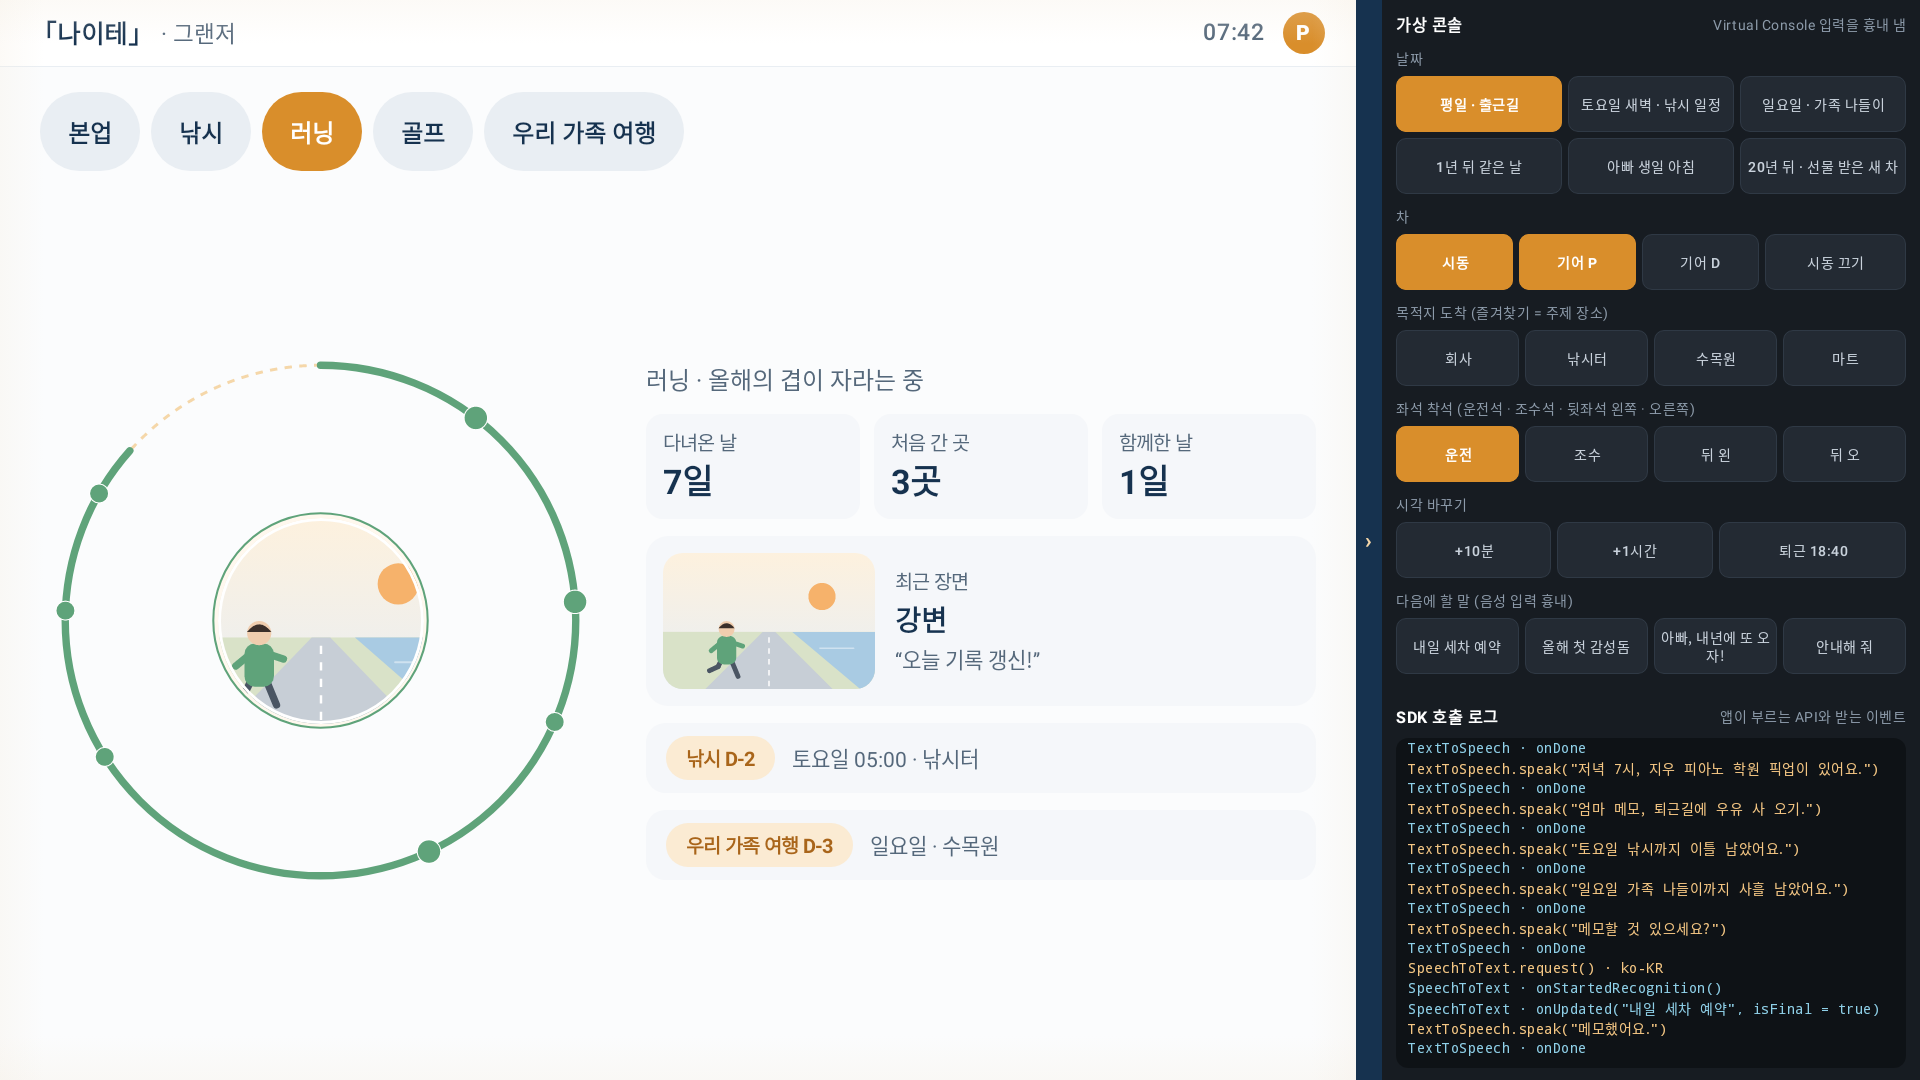 「나이테」 · 그랜저
07:42
P
본업
낚시
러닝
골프
우리 가족 여행
러닝 · 올해의 겹이 자라는 중
다녀온 날
7일
처음 간 곳
3곳
함께한 날
1일
최근 장면
강변
“오늘 기록 갱신!”
낚시 D-2
토요일 05:00 · 낚시터
우리 가족 여행 D-3
일요일 · 수목원
›
가상 콘솔
Virtual Console 입력을 흉내 냄
날짜
평일 · 출근길
토요일 새벽 · 낚시 일정
일요일 · 가족 나들이
1년 뒤 같은 날
아빠 생일 아침
20년 뒤 · 선물 받은 새 차
차
시동
기어 P
기어 D
시동 끄기
목적지 도착 (즐겨찾기 = 주제 장소)
회사
낚시터
수목원
마트
좌석 착석 (운전석 · 조수석 · 뒷좌석 왼쪽 · 오른쪽)
운전
조수
뒤 왼
뒤 오
시각 바꾸기
+10분
+1시간
퇴근 18:40
다음에 할 말 (음성 입력 흉내)
내일 세차 예약
올해 첫 감성돔
아빠, 내년에 또 오
자!
안내해 줘
SDK 호출 로그
앱이 부르는 API와 받는 이벤트
TextToSpeech · onDone
TextToSpeech.speak("저녁 7시, 지우 피아노 학원 픽업이 있어요.")
TextToSpeech · onDone
TextToSpeech.speak("엄마 메모, 퇴근길에 우유 사 오기.")
TextToSpeech · onDone
TextToSpeech.speak("토요일 낚시까지 이틀 남았어요.")
TextToSpeech · onDone
TextToSpeech.speak("일요일 가족 나들이까지 사흘 남았어요.")
TextToSpeech · onDone
TextToSpeech.speak("메모할 것 있으세요?")
TextToSpeech · onDone
SpeechToText.request() · ko-KR
SpeechToText · onStartedRecognition()
SpeechToText · onUpdated("내일 세차 예약", isFinal = true)
TextToSpeech.speak("메모했어요.")
TextToSpeech · onDone